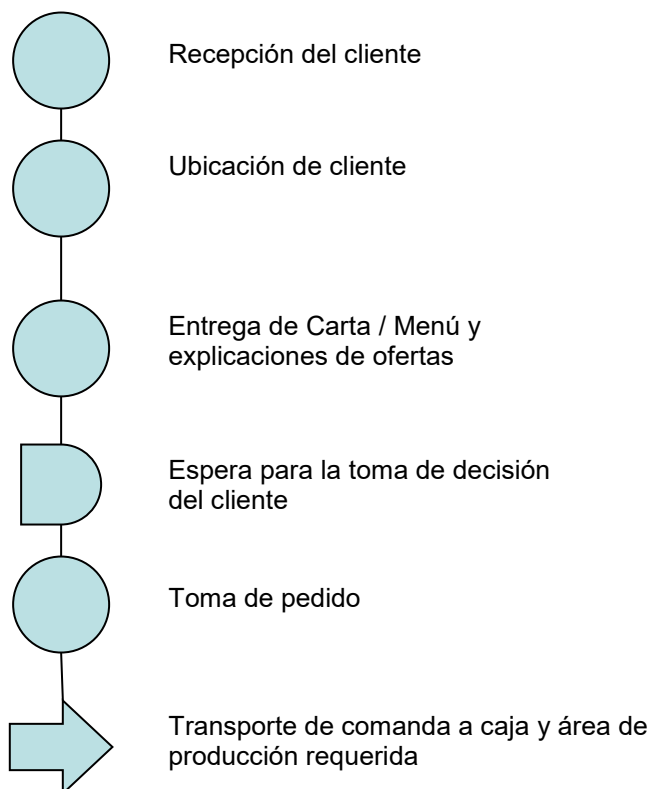 Recepción del cliente
Ubicación de cliente
Entrega de Carta / Menú y
explicaciones de ofertas
Espera para la toma de decisión
del cliente
Toma de pedido
Transporte de comanda a caja y área de
producción requerida